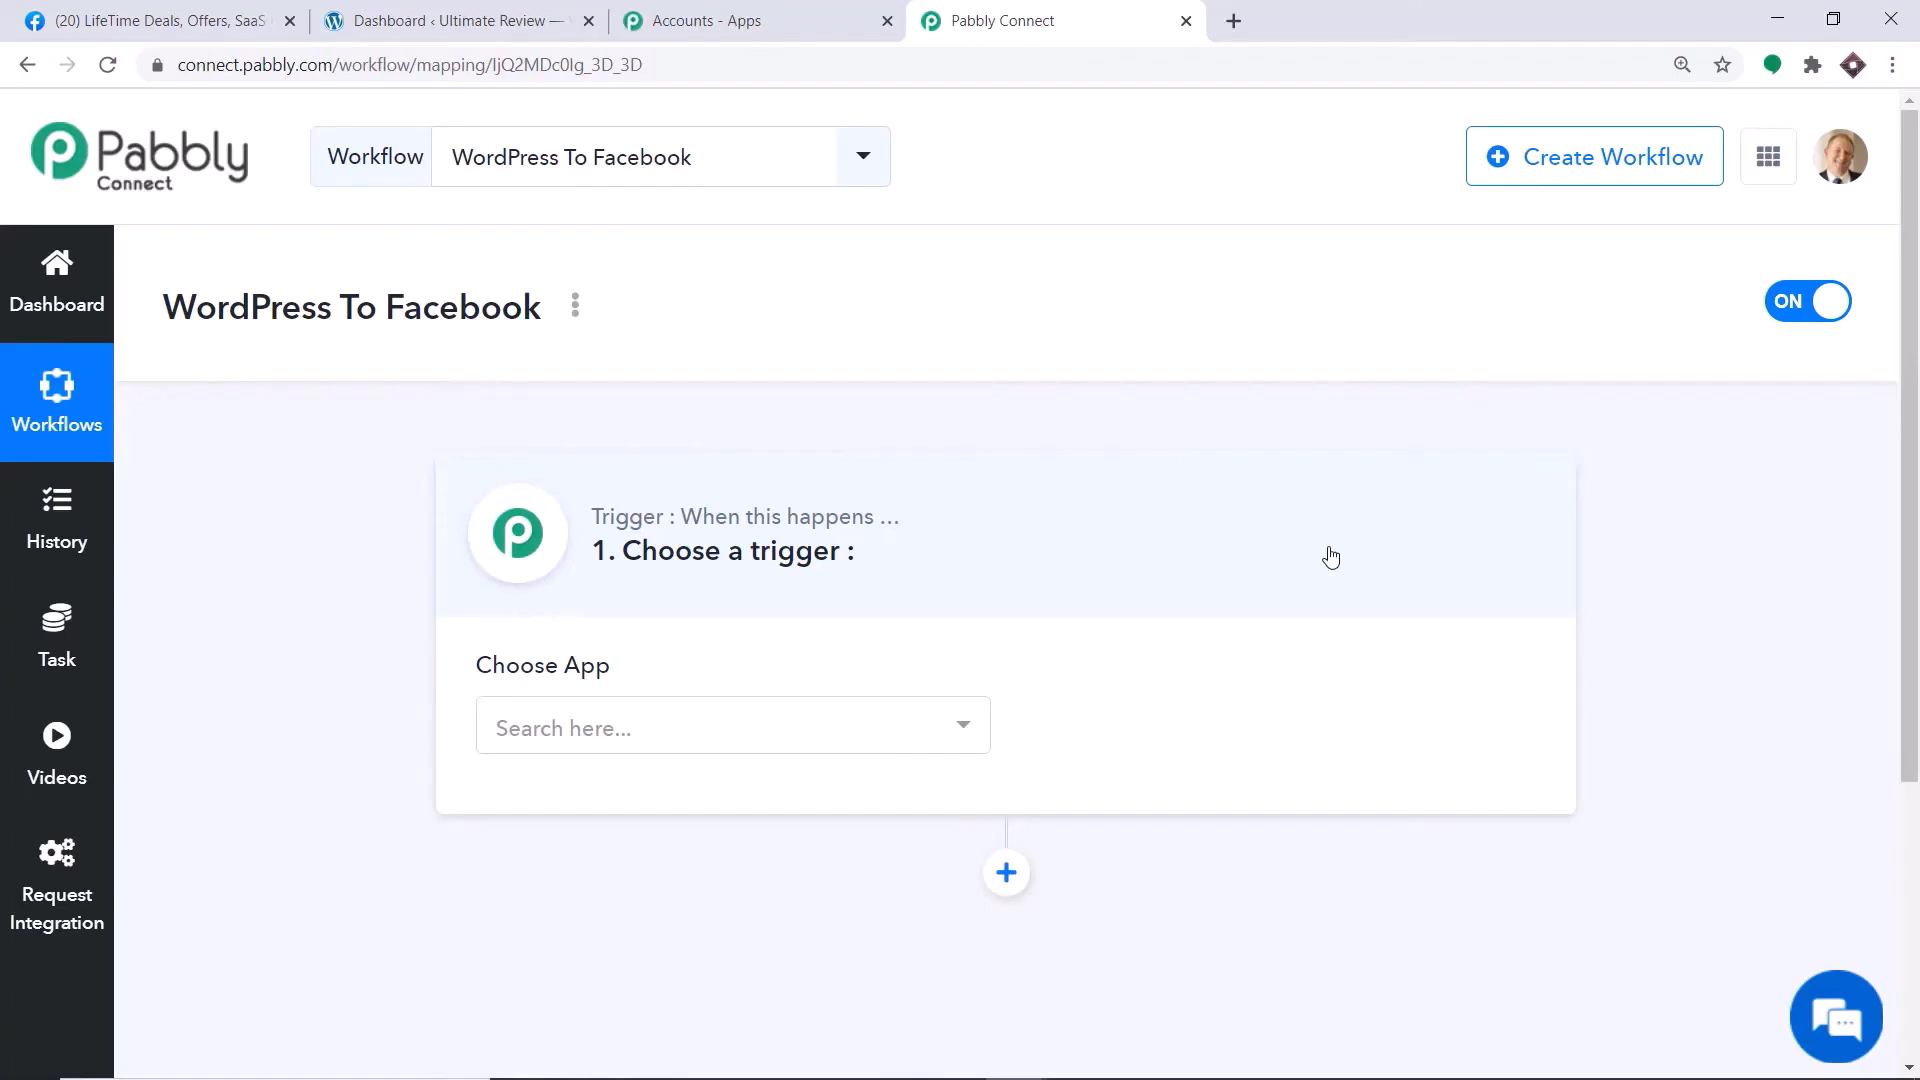 (20) LifeTime Deals, Offers, SaaS
Dashboard ‹ Ultimate Review —
Accounts - Apps
Pabbly Connect
connect.pabbly.com/workflow/mapping/IjQ2MDc0Ig_3D_3D
Pabbly
Connect
Workflow
WordPress To Facebook
Create Workflow
Dashboard
WordPress To Facebook
ON
Workflows
History
Trigger : When this happens ...
1. Choose a trigger :
Task
Choose App
Search here...
Videos
Request
Integration